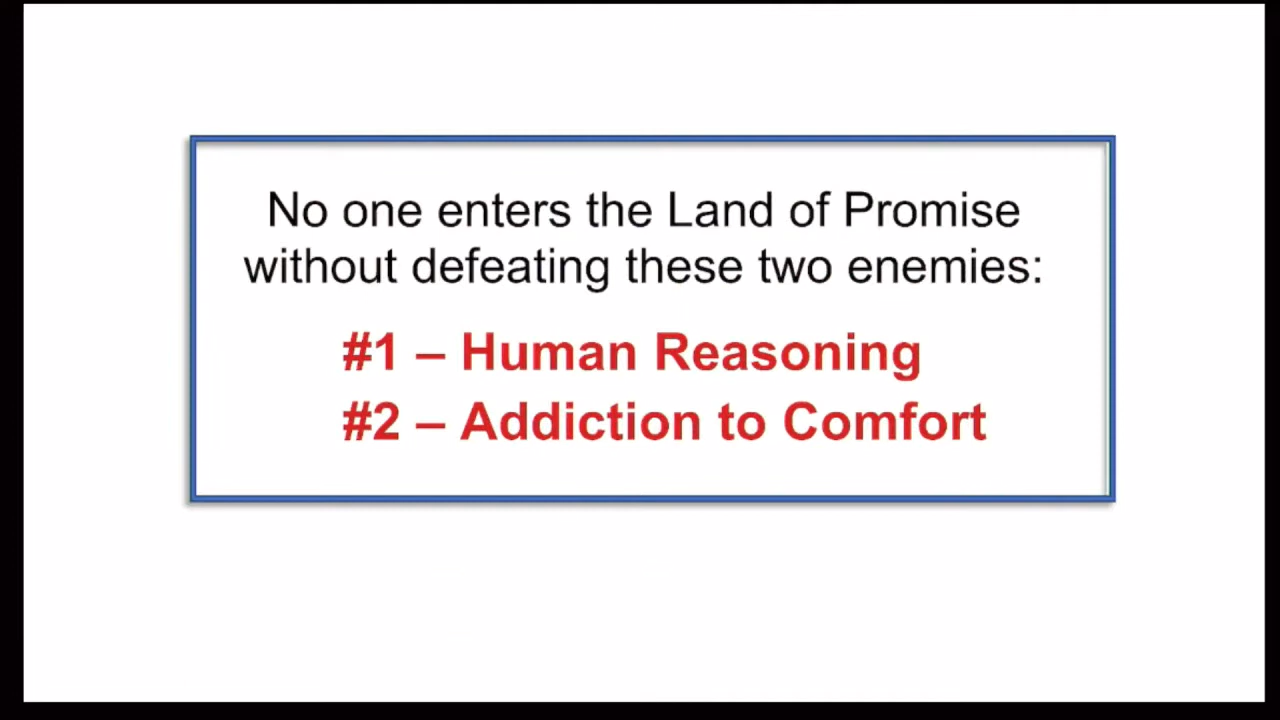 No one enters the Land of Promise
without defeating these two enemies:
#1 – Human Reasoning
#2 – Addiction to Comfort